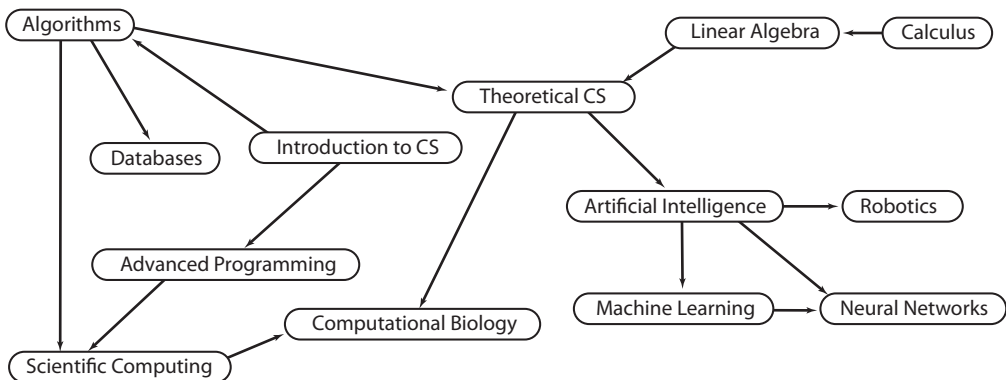 Algorithms
Linear Algebra
Calculus
Theoretical CS
Introduction to CS
Databases
Artificial Intelligence
Robotics
Advanced Programming
Machine Learning
Neural Networks
Computational Biology
Scientific Computing